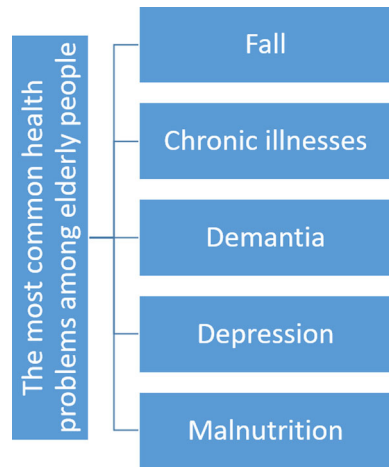 The most common health
problems among elderly people
Fall
Chronic illnesses
Demantia
Depression
Malnutrition